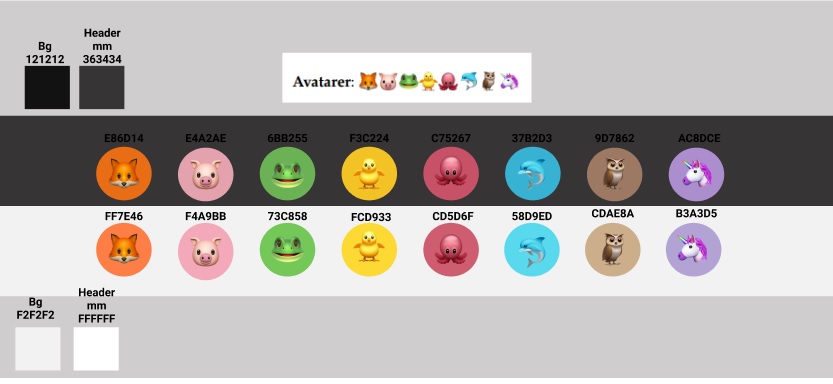 Bg
121212
Header
mm
363434
Avatarer:
E86D14 E4A2AE 6BB255 F3C224 C75267 37B2D3 9D7862 AC8DCE
FF7E46 F4A9BB 73C858 FCD933 CD5D6F 58D9ED CDAE8A B3A3D5
Bg
F2F2F2
Header
mm
FFFFFF